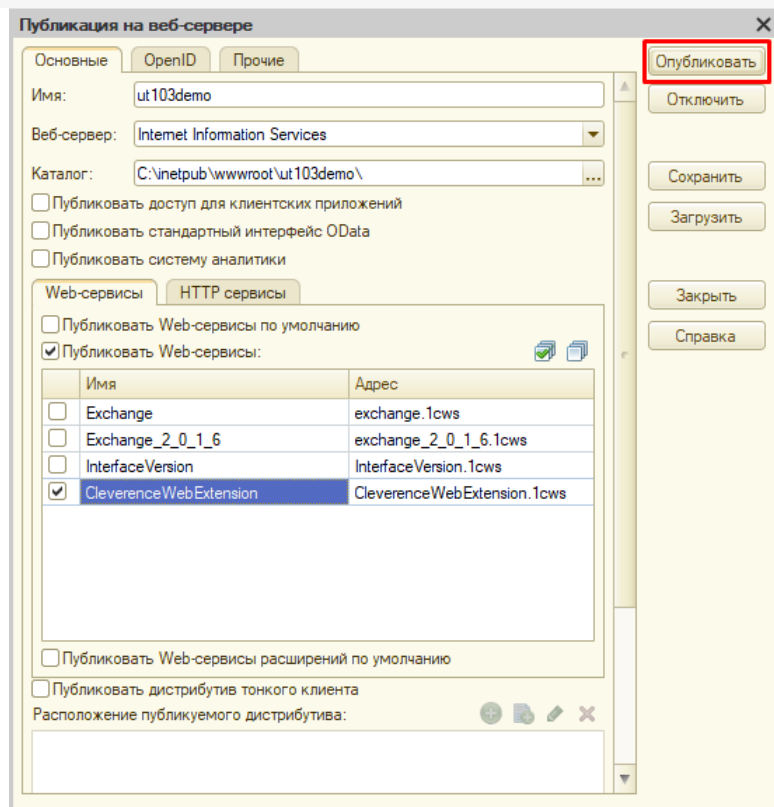 Публикация на веб-сервере
Основные OpenID Прочие
Опубликовать
Имя: ut103demo
Отключить
Веб-сервер: Internet Information Services
Каталог: C:\inetpub\wwwroot\ut103demo\ ...
Сохранить
Публиковать доступ для клиентских приложений
Публиковать стандартный интерфейс OData
Загрузить
Публиковать систему аналитики
Web-сервисы HTTP сервисы
Закрыть
Публиковать Web-сервисы по умолчанию
Справка
Публиковать Web-сервисы:
Имя Адрес
Exchange exchange.1cws
Exchange_2_0_1_6 exchange_2_0_1_6.1cws
InterfaceVersion InterfaceVersion.1cws
CleverenceWebExtension CleverenceWebExtension.1cws
Публиковать Web-сервисы расширений по умолчанию
Публиковать дистрибутив тонкого клиента
Расположение публикуемого дистрибутива: